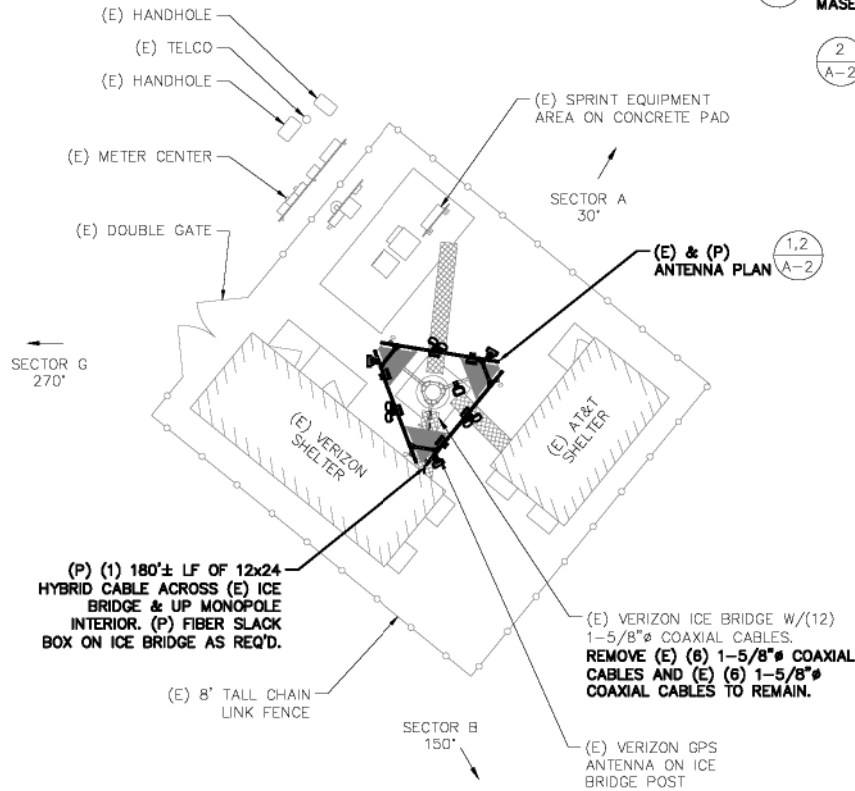 (E) HANDHOLE
(E) TELCO
(E) HANDHOLE
(E) METER CENTER
(E) DOUBLE GATE
(E) SPRINT EQUIPMENT
AREA ON CONCRETE PAD
SECTOR A
30°
(E) & (P)
ANTENNA PLAN
1,2
A-2
2
A-2
SECTOR G
270°
(E) VERIZON
SHELTER
(E) AT&T
SHELTER
(P) (1) 180'± LF OF 12x24
HYBRID CABLE ACROSS (E) ICE
BRIDGE & UP MONOPOLE
INTERIOR. (P) FIBER SLACK
BOX ON ICE BRIDGE AS REQ'D.
(E) 8' TALL CHAIN
LINK FENCE
(E) VERIZON ICE BRIDGE W/(12)
1-5/8"ø COAXIAL CABLES.
REMOVE (E) (6) 1-5/8"ø COAXIAL
CABLES AND (E) (6) 1-5/8"ø
COAXIAL CABLES TO REMAIN.
SECTOR B
150°
(E) VERIZON GPS
ANTENNA ON ICE
BRIDGE POST